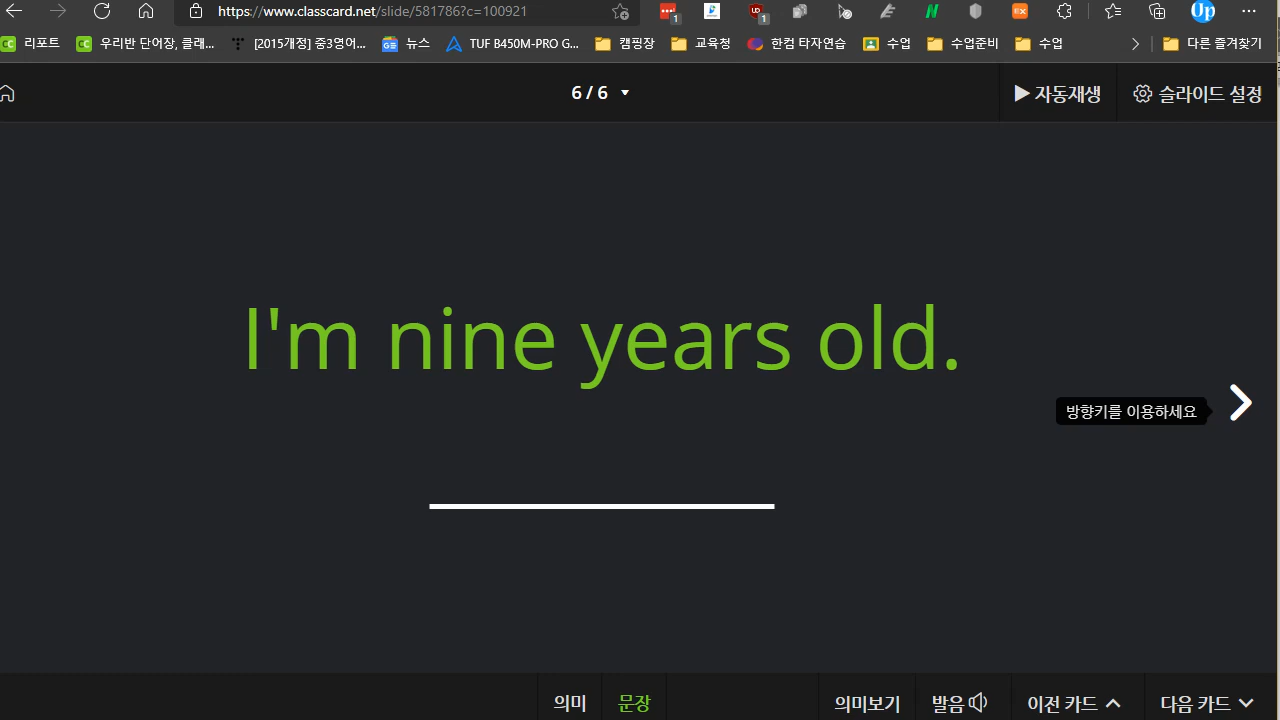 https://www.classcard.net/slide/581786?c=100921
리포트 우리반 단어장, 클래... [2015개정] 중3영어... 뉴스 TUF B450M-PRO G... 캠핑장 교육청 한컴 타자연습 수업 수업준비 수업 다른 즐겨찾기
6 / 6 자동재생 슬라이드 설정
I'm nine years old.
방향키를 이용하세요
의미 문장 의미보기 발음 이전 카드 다음 카드